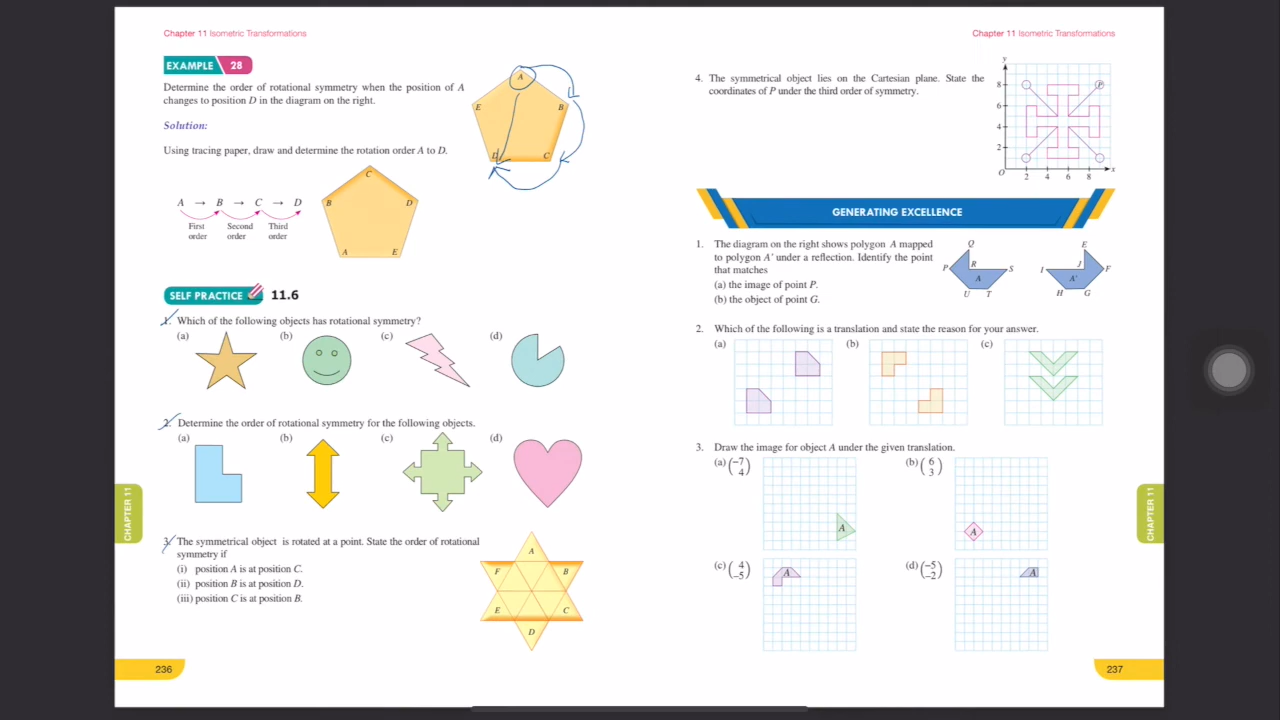 Chapter 11 Isometric Transformations
EXAMPLE 28
Determine the order of rotational symmetry when the position of A
changes to position D in the diagram on the right.
Solution:
Using tracing paper, draw and determine the rotation order A to D.
A → B → C → D
First order
Second order
Third order
A
E
B
D
C
C
B
D
A
E
SELF PRACTICE 11.6
1. Which of the following objects has rotational symmetry?
(a) (b) (c) (d)
2. Determine the order of rotational symmetry for the following objects.
(a) (b) (c) (d)
3. The symmetrical object is rotated at a point. State the order of rotational
symmetry if
(i) position A is at position C.
(ii) position B is at position D.
(iii) position C is at position B.
A
F B
E C
D
CHAPTER 11
236
Chapter 11 Isometric Transformations
4. The symmetrical object lies on the Cartesian plane. State the
coordinates of P under the third order of symmetry.
y
8
6
4
2
O 2 4 6 8 x
P
GENERATING EXCELLENCE
1. The diagram on the right shows polygon A mapped
to polygon A' under a reflection. Identify the point
that matches
(a) the image of point P.
(b) the object of point G.
Q
P R S
A
U T
E
I J F
A'
H G
2. Which of the following is a translation and state the reason for your answer.
(a) (b) (c)
3. Draw the image for object A under the given translation.
(a) (−7 4) (b) (6 3)
A A
(c) (4 −5) (d) (−5 −2)
A A
CHAPTER 11
237